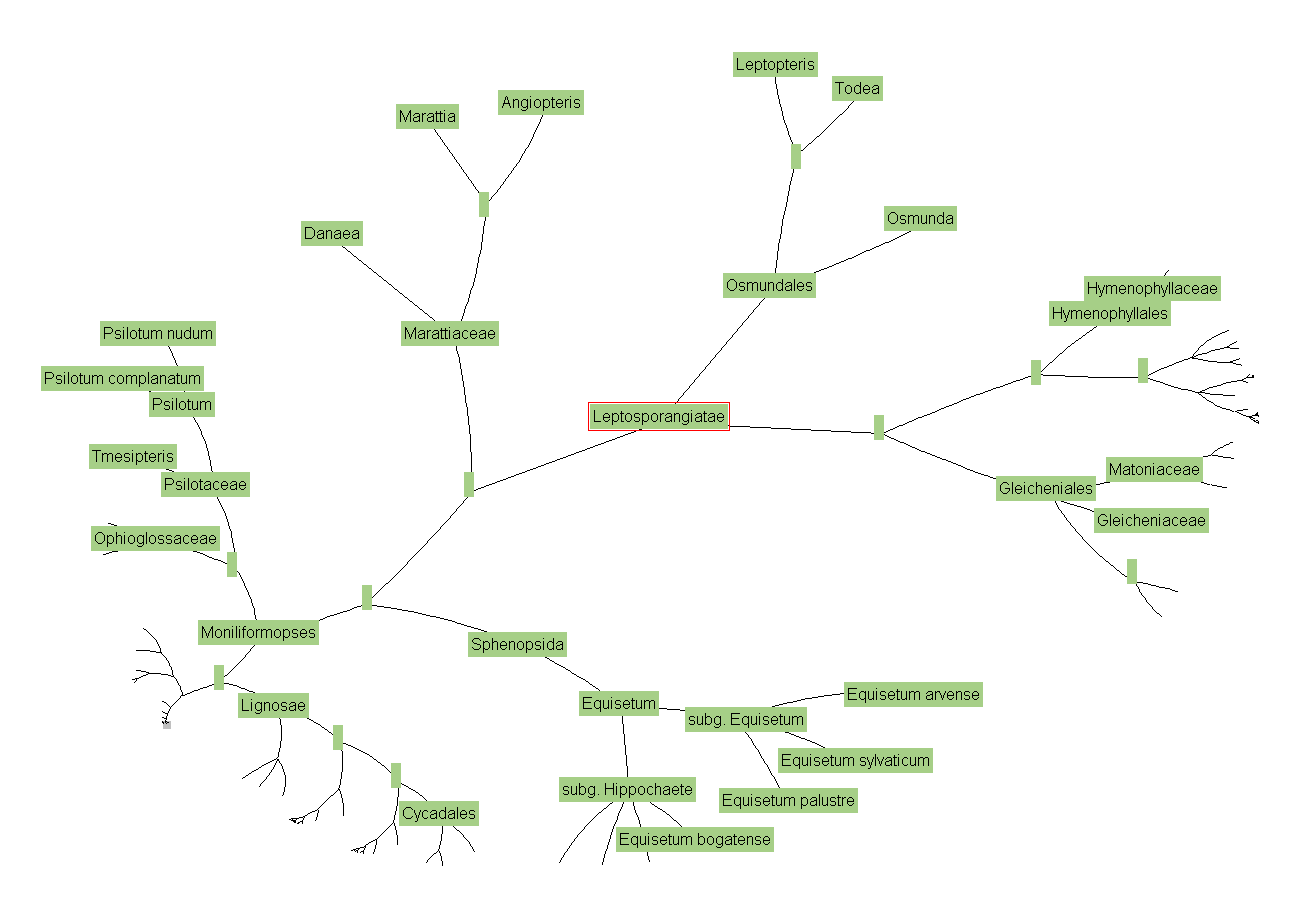 Leptopteris
Todea
Angiopteris
Marattia
Osmunda
Danaea
Osmundales
Hymenophyllaceae
Hymenophyllales
Psilotum nudum
Marattiaceae
Psilotum complanatum
Psilotum
Leptosporangiatae
Tmesipteris
Matoniaceae
Psilotaceae
Gleicheniales
Gleicheniaceae
Ophioglossaceae
Moniliformopses
Sphenopsida
Equisetum arvense
Lignosae
Equisetum
subg. Equisetum
Equisetum sylvaticum
subg. Hippochaete
Equisetum palustre
Cycadales
Equisetum bogatense